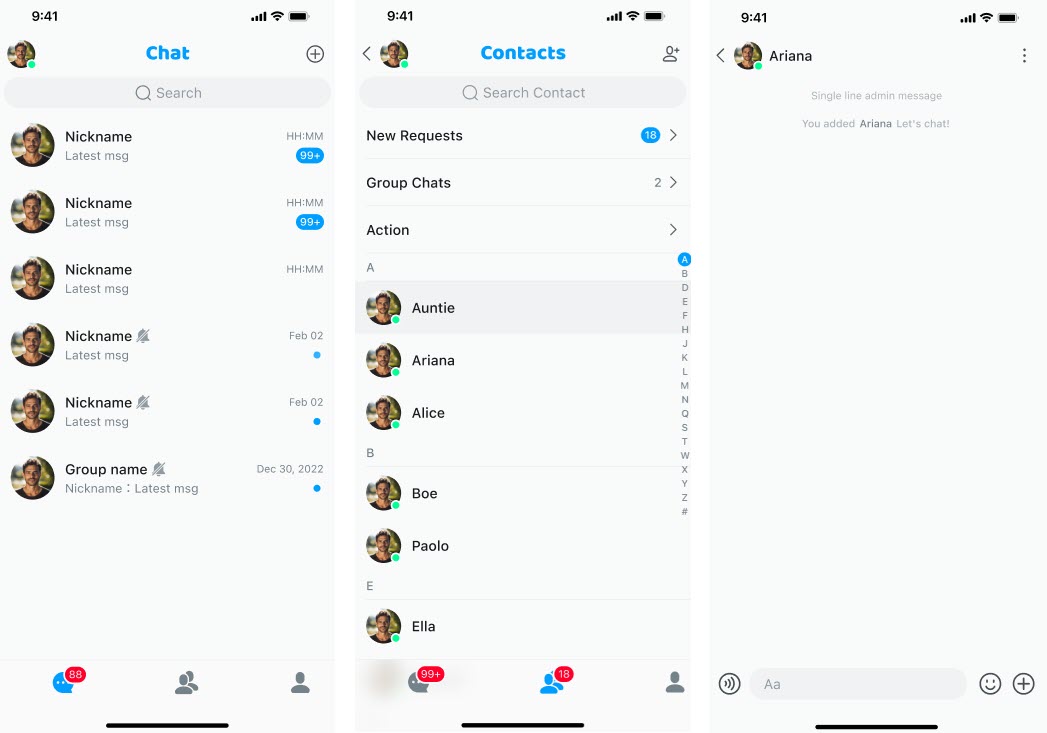 9:41
Chat
Search
Nickname HH:MM
Latest msg 99+
Nickname HH:MM
Latest msg 99+
Nickname HH:MM
Latest msg
Nickname Feb 02
Latest msg
Nickname Feb 02
Latest msg
Group name Dec 30, 2022
Nickname：Latest msg
88
9:41
Contacts
Search Contact
New Requests 18
Group Chats 2
Action
A
Auntie
Ariana
Alice
B
Boe
Paolo
E
Ella
A
B
D
E
F
H
J
K
L
M
N
Q
S
T
W
X
Y
Z
#
99+ 18
9:41
Ariana
Single line admin message
You added Ariana Let's chat!
Aa